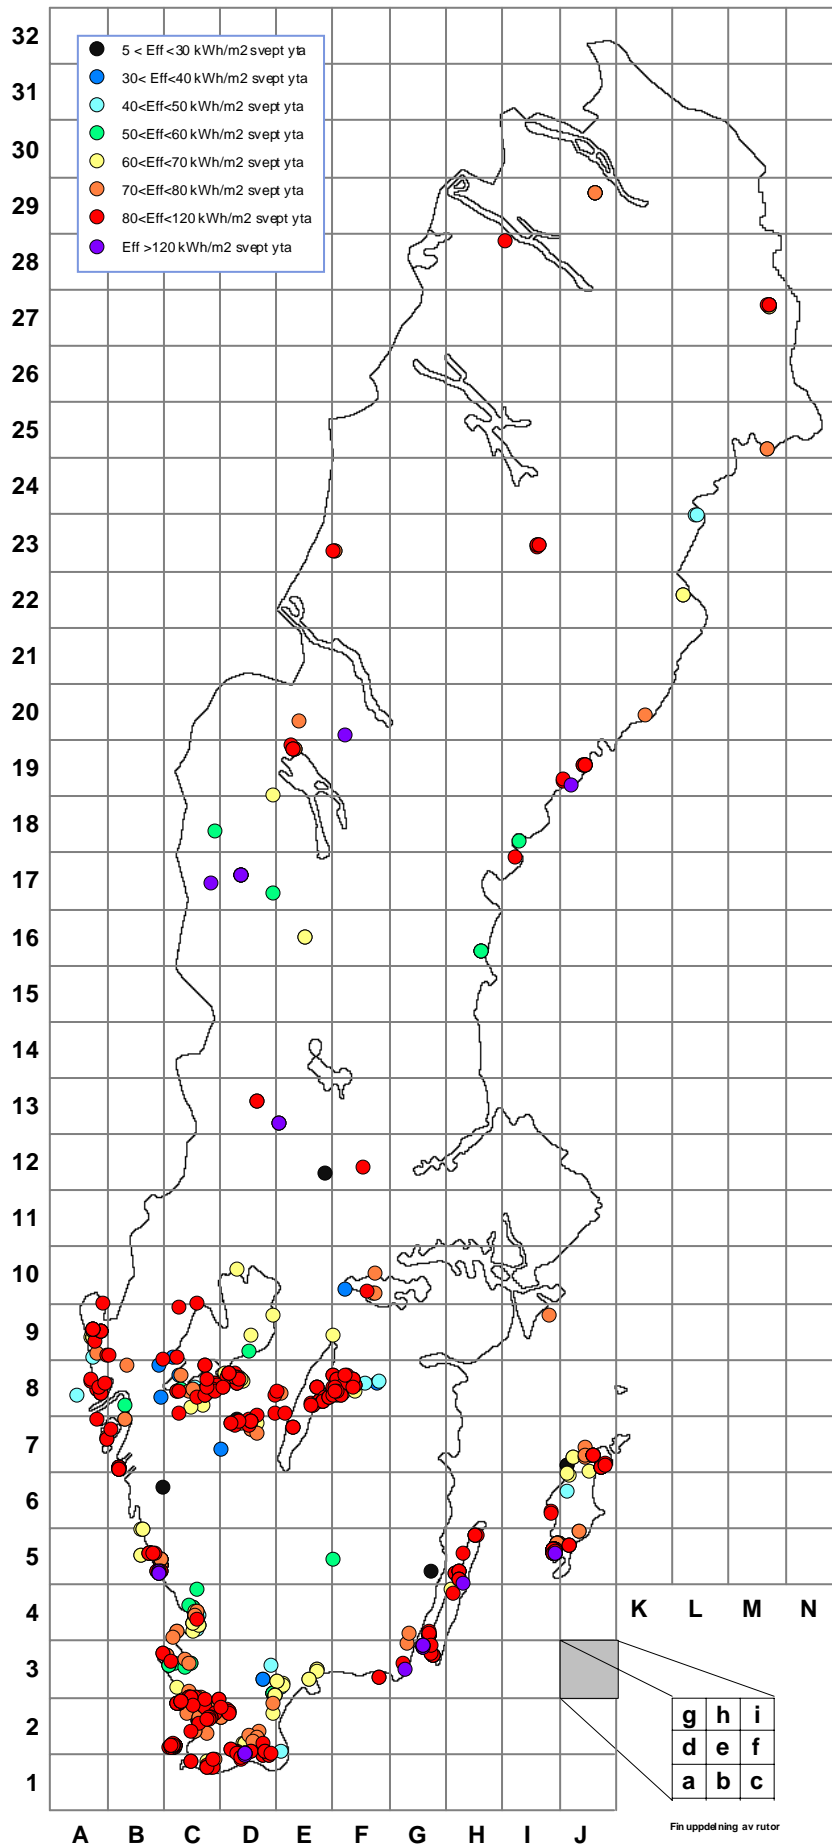 32
31
30
29
28
27
26
25
24
23
22
21
20
19
18
17
16
15
14
13
12
11
10
9
8
7
6
5
4
3
2
1
5 < Eff <30 kWh/m2 svept yta
30< Eff<40 kWh/m2 svept yta
40<Eff<50 kWh/m2 svept yta
50<Eff<60 kWh/m2 svept yta
60<Eff<70 kWh/m2 svept yta
70<Eff<80 kWh/m2 svept yta
80<Eff<120 kWh/m2 svept yta
Eff >120 kWh/m2 svept yta
K L M N
g h i
d e f
a b c
Fin uppdelning av rutor
A B C D E F G H I J